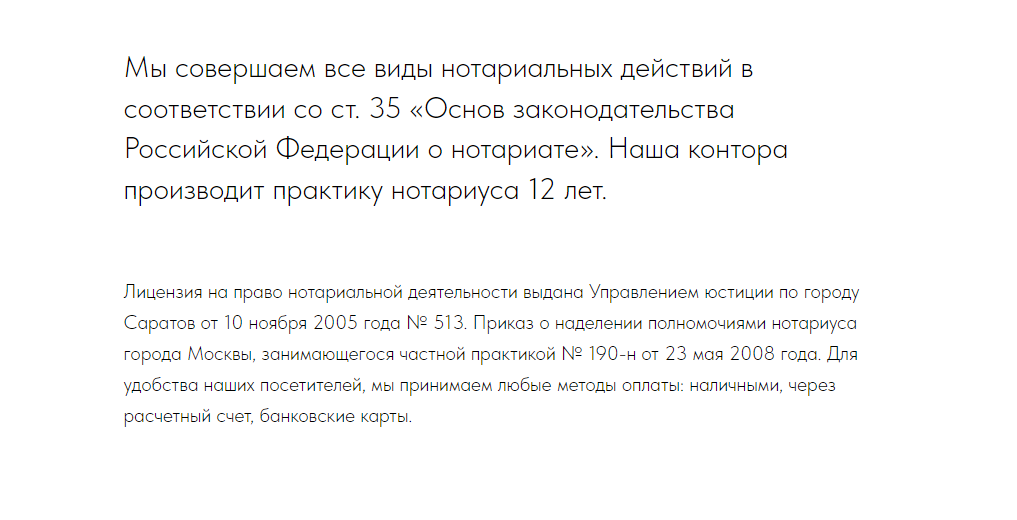 Мы совершаем все виды нотариальных действий в
соответствии со ст. 35 «Основ законодательства
Российской Федерации о нотариате». Наша контора
производит практику нотариуса 12 лет.
Лицензия на право нотариальной деятельности выдана Управлением юстиции по городу
Саратов от 10 ноября 2005 года № 513. Приказ о наделении полномочиями нотариуса
города Москвы, занимающегося частной практикой № 190-н от 23 мая 2008 года. Для
удобства наших посетителей, мы принимаем любые методы оплаты: наличными, через
расчетный счет, банковские карты.